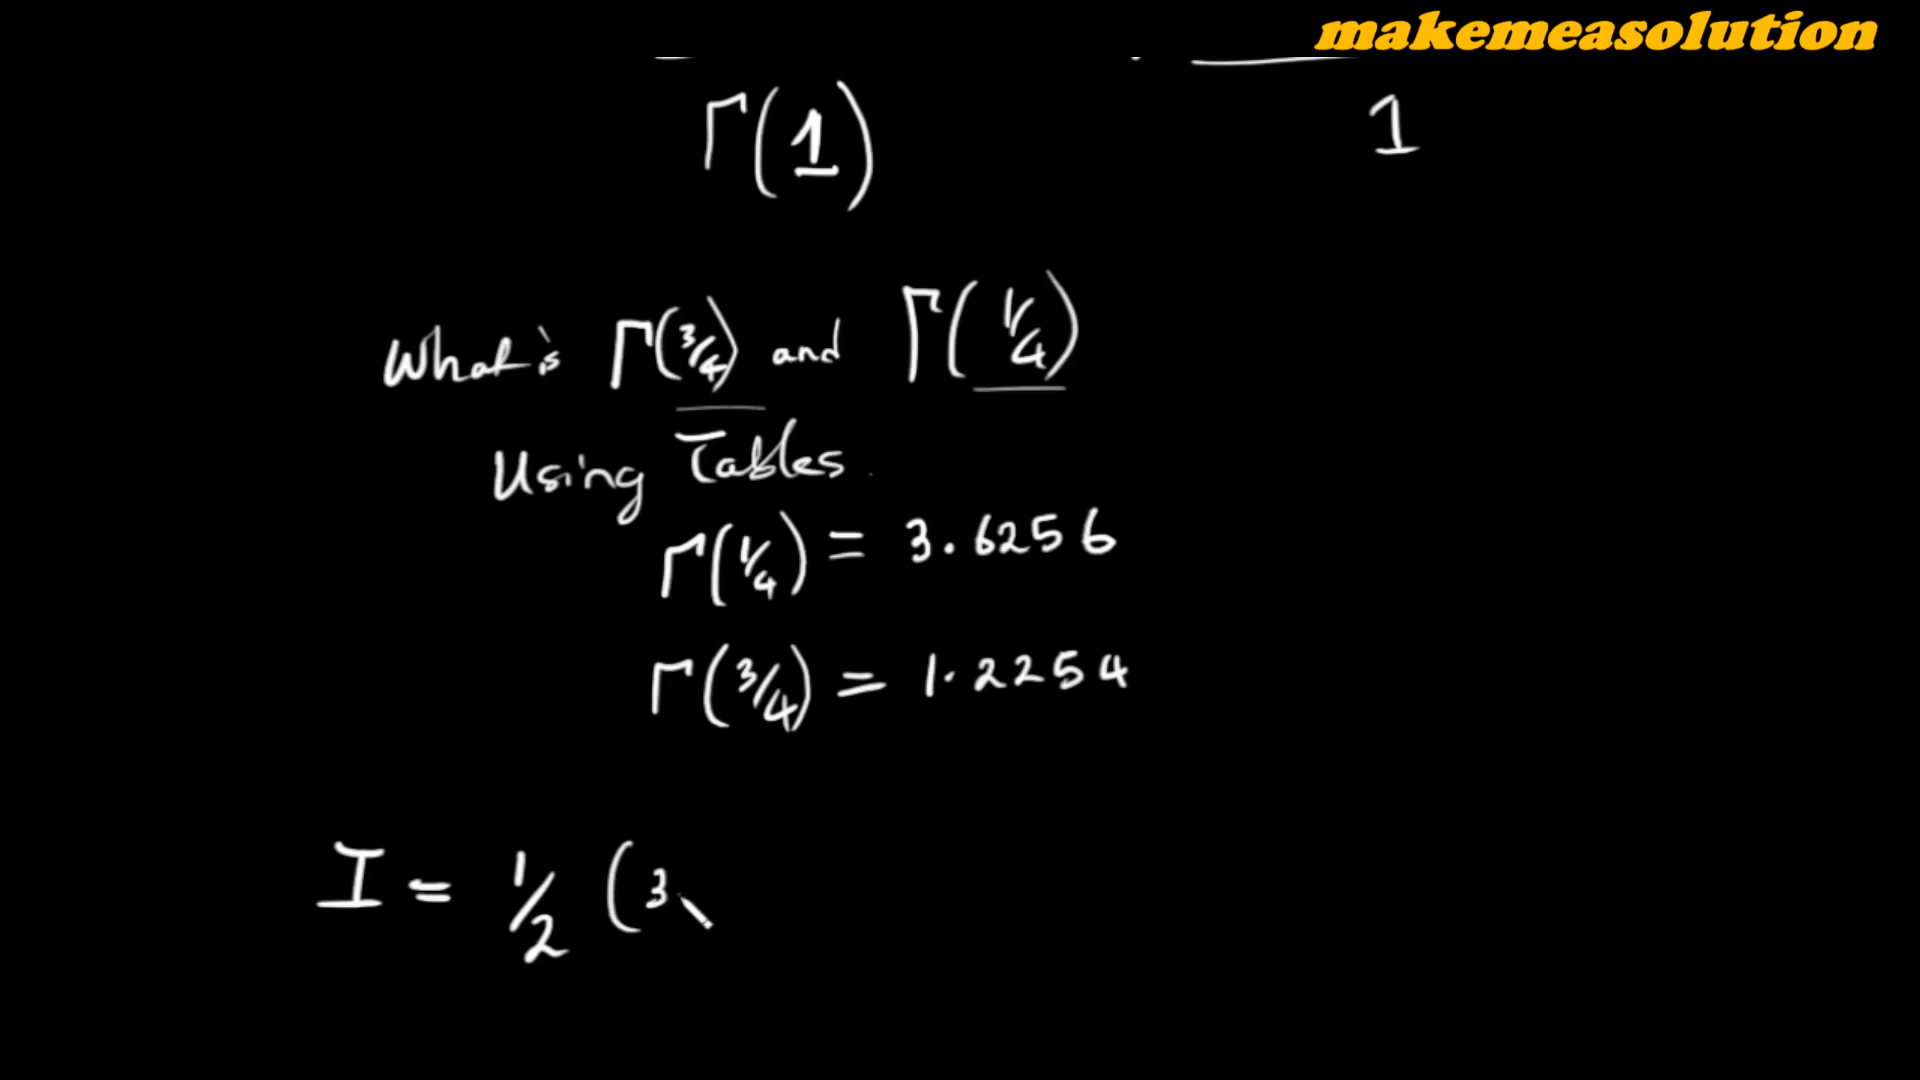 makemeasolution
Γ(1) 1
What is Γ(3/4) and Γ(1/4)
Using Tables
Γ(1/4) = 3.6256
Γ(3/4) = 1.2254
I = 1/2 (3